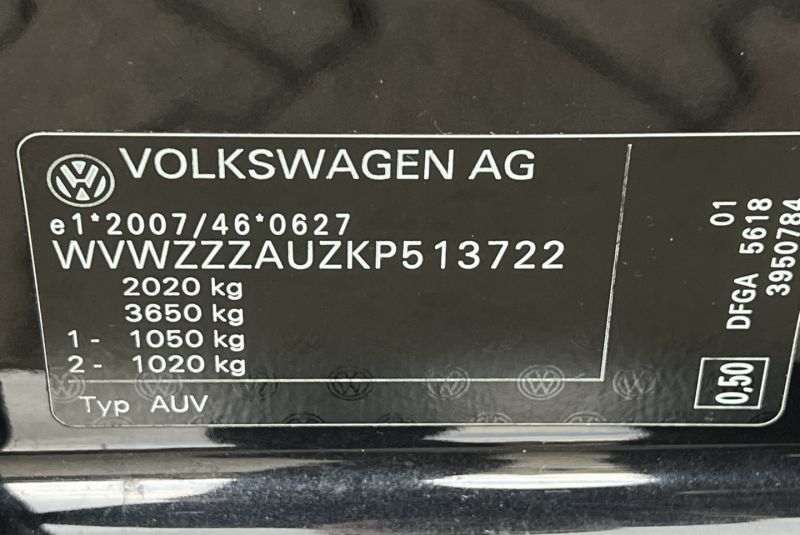 VOLKSWAGEN AG
e1*2007/46*0627
WVWZZZAUZKP513722
2020 kg
3650 kg
1 - 1050 kg
2 - 1020 kg
Typ AUV
01
DFGA 5618
3950784
0,50